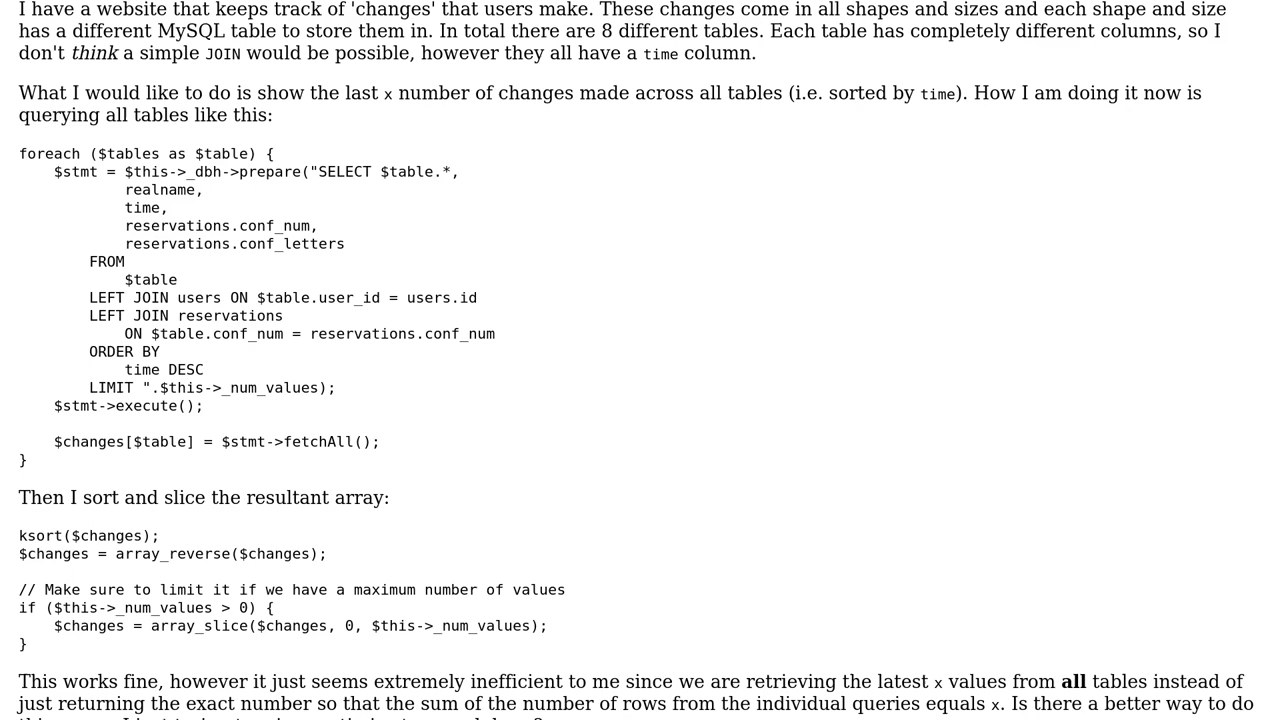 I have a website that keeps track of 'changes' that users make. These changes come in all shapes and sizes and each shape and size
has a different MySQL table to store them in. In total there are 8 different tables. Each table has completely different columns, so I
don't think a simple JOIN would be possible, however they all have a time column.
What I would like to do is show the last x number of changes made across all tables (i.e. sorted by time). How I am doing it now is
querying all tables like this:
foreach ($tables as $table) {
    $stmt = $this->_dbh->prepare("SELECT $table.*,
            realname,
            time,
            reservations.conf_num,
            reservations.conf_letters
        FROM
            $table
        LEFT JOIN users ON $table.user_id = users.id
        LEFT JOIN reservations
            ON $table.conf_num = reservations.conf_num
        ORDER BY
            time DESC
        LIMIT ".$this->_num_values);
    $stmt->execute();
    $changes[$table] = $stmt->fetchAll();
}
Then I sort and slice the resultant array:
ksort($changes);
$changes = array_reverse($changes);
// Make sure to limit it if we have a maximum number of values
if ($this->_num_values > 0) {
    $changes = array_slice($changes, 0, $this->_num_values);
}
This works fine, however it just seems extremely inefficient to me since we are retrieving the latest x values from all tables instead of
just returning the exact number so that the sum of the number of rows from the individual queries equals x. Is there a better way to do